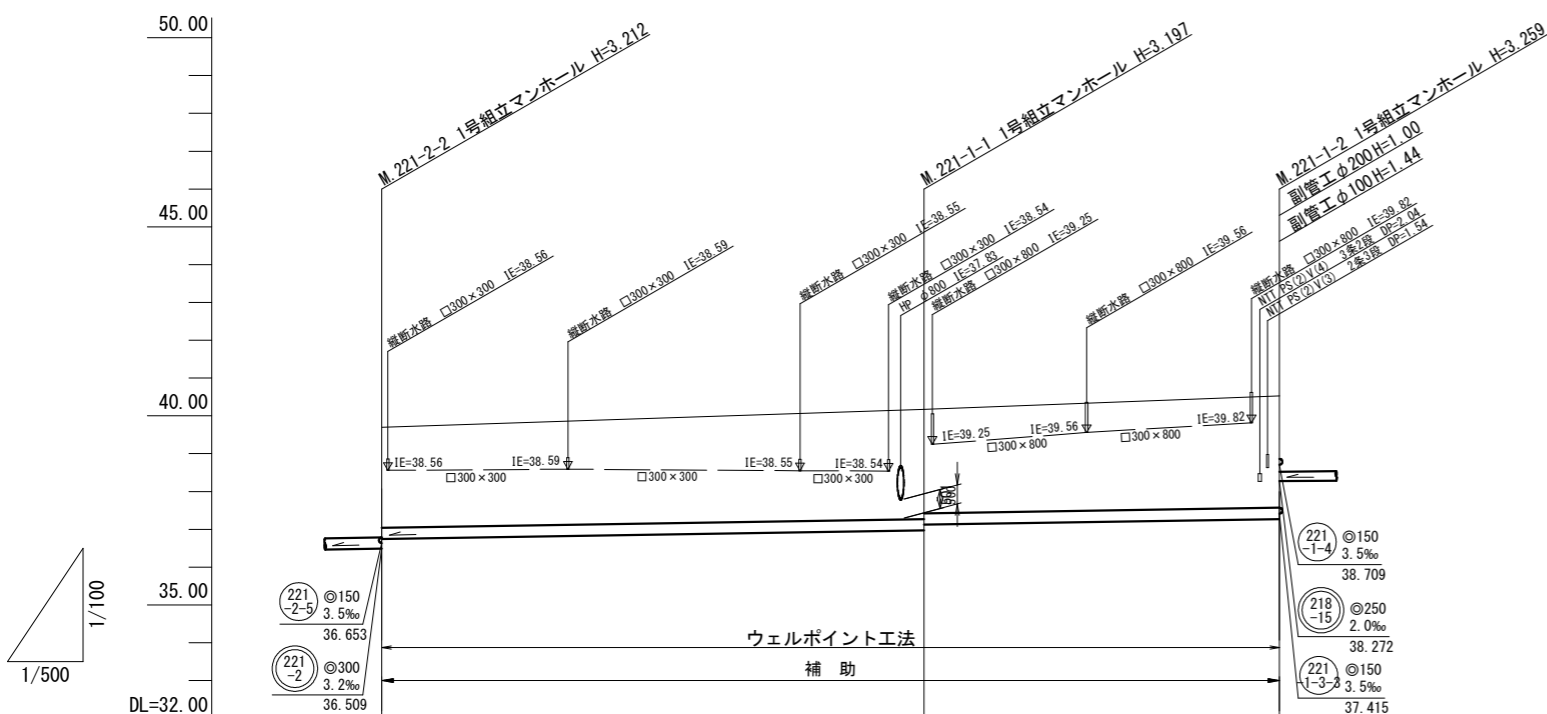 50.00
45.00
40.00
35.00
DL=32.00
1/100
1/500
M.221-2-2 1号組立マンホール H=3.212
M.221-1-1 1号組立マンホール H=3.197
M.221-1-2 1号組立マンホール H=3.259
副管工φ200H=1.00
副管工φ100H=1.44
縦断水路 □300×300 IE=38.56
縦断水路 □300×300 IE=38.59
縦断水路 □300×300 IE=38.55
縦断水路 □300×300 IE=38.54
HP φ800 IE=37.83
縦断水路 □300×800 IE=39.25
縦断水路 □300×800 IE=39.56
縦断水路 □300×800 IE=39.82
NTT PS(2)V(4) 3条2段 DP=2.04
NTT PS(2)V(3) 2条3段 DP=1.54
IE=38.56
□300×300
IE=38.59
□300×300
IE=38.55
□300×300
IE=38.54
IE=39.25
□300×800
IE=39.56
□300×800
IE=39.82
221
-2-5
◎150
3.5‰
36.653
221
-2
◎300
3.2‰
36.509
ウェルポイント工法
補 助
221
-1-4
◎150
3.5‰
38.709
218
-15
◎250
2.0‰
38.272
221
-1-3-3
◎150
3.5‰
37.415